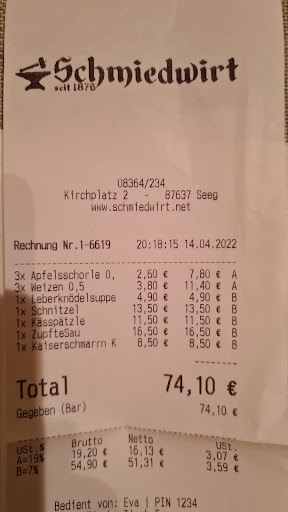 Schmiedwirt
seit 1876
08364/234
Kirchplatz 2 - 87637 Seeg
www.schmiedwirt.net
Rechnung Nr.1-6619 20:18:15 14.04.2022
3x Apfelsschorle 0, 2,60 € 7,80 € A
3x Weizen 0,5 3,80 € 11,40 € A
1x Leberknödelsuppe 4,90 € 4,90 € B
1x Schnitzel 13,50 € 13,50 € B
1x Kässpätzle 11,50 € 11,50 € B
1x ZupfteSau 16,50 € 16,50 € B
1x Kaiserschmarrn K 8,50 € 8,50 € B
Total 74,10 €
Gegeben (Bar) 74,10 €
USt.% Brutto Netto USt.
A=19% 19,20 € 16,13 € 3,07 €
B=7% 54,90 € 51,31 € 3,59 €
Bedient von: Eva | PIN 1234